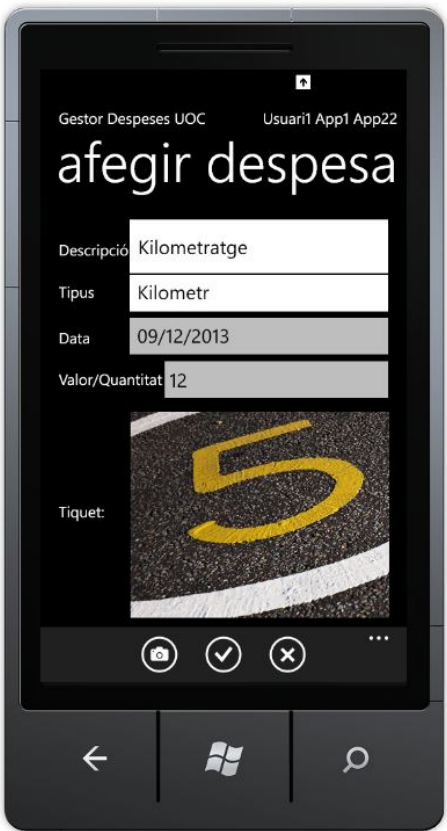 Gestor Despeses UOC Usuari1 App1 App22
afegir despesa
Descripció Kilometratge
Tipus Kilometr
Data 09/12/2013
Valor/Quantitat 12
Tiquet: 5
...